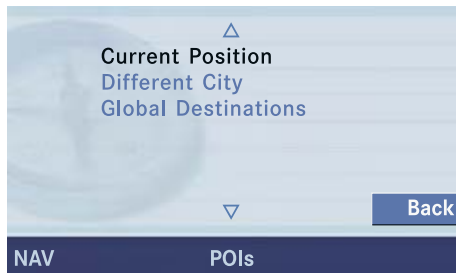 Current Position
Different City
Global Destinations
Back
NAV POIs